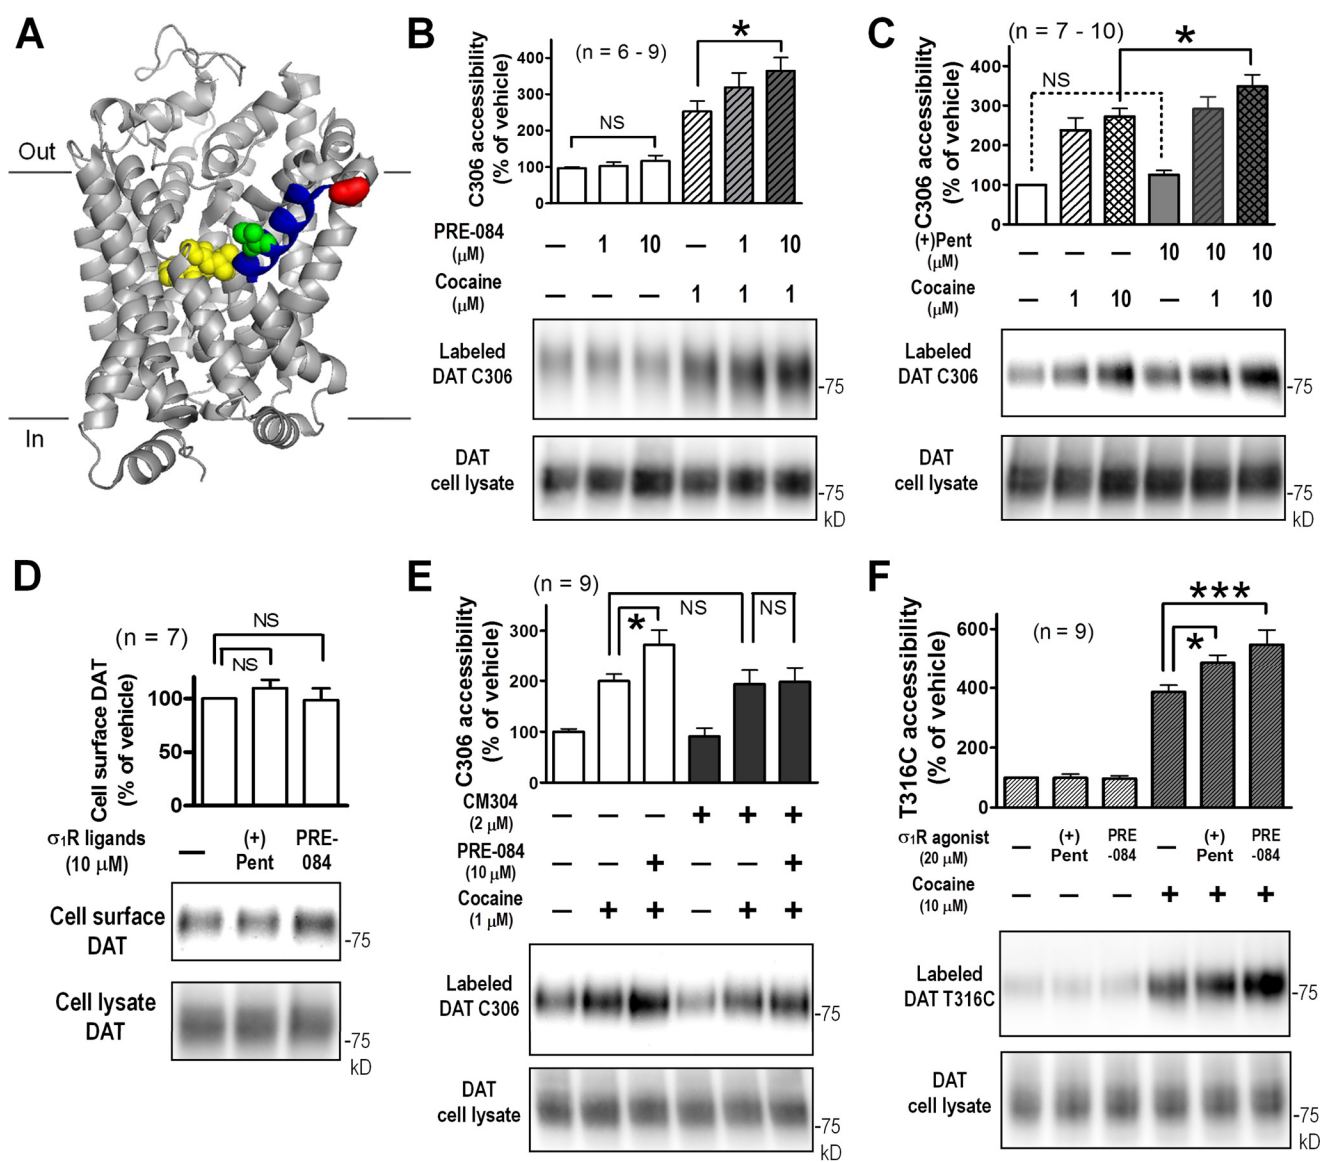 A
Out
In
B
C306 accessibility
(% of vehicle)
(n = 6 - 9)
400
300
200
100
0
NS
*
PRE-084
(μM)
— 1 10 — 1 10
Cocaine
(μM)
— — — 1 1 1
Labeled
DAT C306
-75
DAT
cell lysate
-75
kD
C
C306 accessibility
(% of vehicle)
(n = 7 - 10)
400
300
200
100
0
NS
*
(+)Pent
(μM)
— — — 10 10 10
Cocaine
(μM)
— 1 10 — 1 10
Labeled
DAT C306
-75
DAT
cell lysate
-75
kD
D
Cell surface DAT
(% of vehicle)
(n = 7)
100
50
0
NS
NS
σ1R ligands
(10 μM)
— (+)
Pent
PRE-
084
Cell surface
DAT
-75
Cell lysate
DAT
-75
kD
E
C306 accessibility
(% of vehicle)
(n = 9)
300
200
100
0
*
NS
NS
CM304
(2 μM)
— — — + + +
PRE-084
(10 μM)
— — + — — +
Cocaine
(1 μM)
— + + — + +
Labeled
DAT C306
-75
DAT
cell lysate
-75
kD
F
T316C accessibility
(% of vehicle)
(n = 9)
600
400
200
0
***
*
σ1R agonist
(20 μM)
— (+)
Pent
PRE
-084
— (+)
Pent
PRE
-084
Cocaine
(10 μM)
— — — + + +
Labeled
DAT T316C
-75
DAT
cell lysate
-75
kD